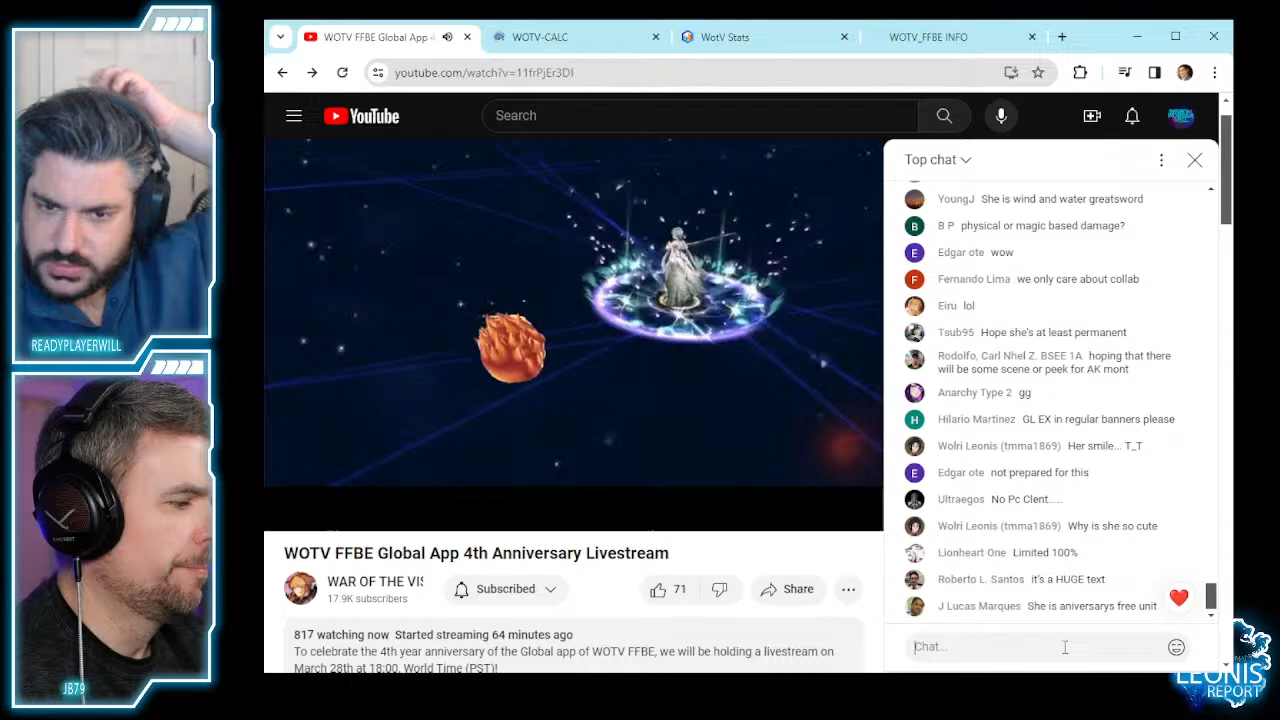 READYPLAYERWILL
JB79
WOTV FFBE Global App 4
WOTV-CALC
WotV Stats
WOTV_FFBE INFO
youtube.com/watch?v=11frPjEr3DI
YouTube
Search
Top chat
YoungJ She is wind and water greatsword
B P physical or magic based damage?
Edgar ote wow
Fernando Lima we only care about collab
Eiru lol
Tsub95 Hope she's at least permanent
Rodolfo, Carl Nhel Z. BSEE 1A hoping that there
will be some scene or peek for AK mont
Anarchy Type 2 gg
Hilario Martinez GL EX in regular banners please
Wolri Leonis (tmma1869) Her smile... T_T
Edgar ote not prepared for this
Ultraegos No Pc Clent.....
Wolri Leonis (tmma1869) Why is she so cute
Lionheart One Limited 100%
Roberto L. Santos it's a HUGE text
J Lucas Marques She is aniversarys free unit
Chat...
WOTV FFBE Global App 4th Anniversary Livestream
WAR OF THE VIS
17.9K subscribers
Subscribed
71
Share
817 watching now Started streaming 64 minutes ago
To celebrate the 4th year anniversary of the Global app of WOTV FFBE, we will be holding a livestream on
March 28th at 18:00, World Time (PST)!
LEONIS
REPORT